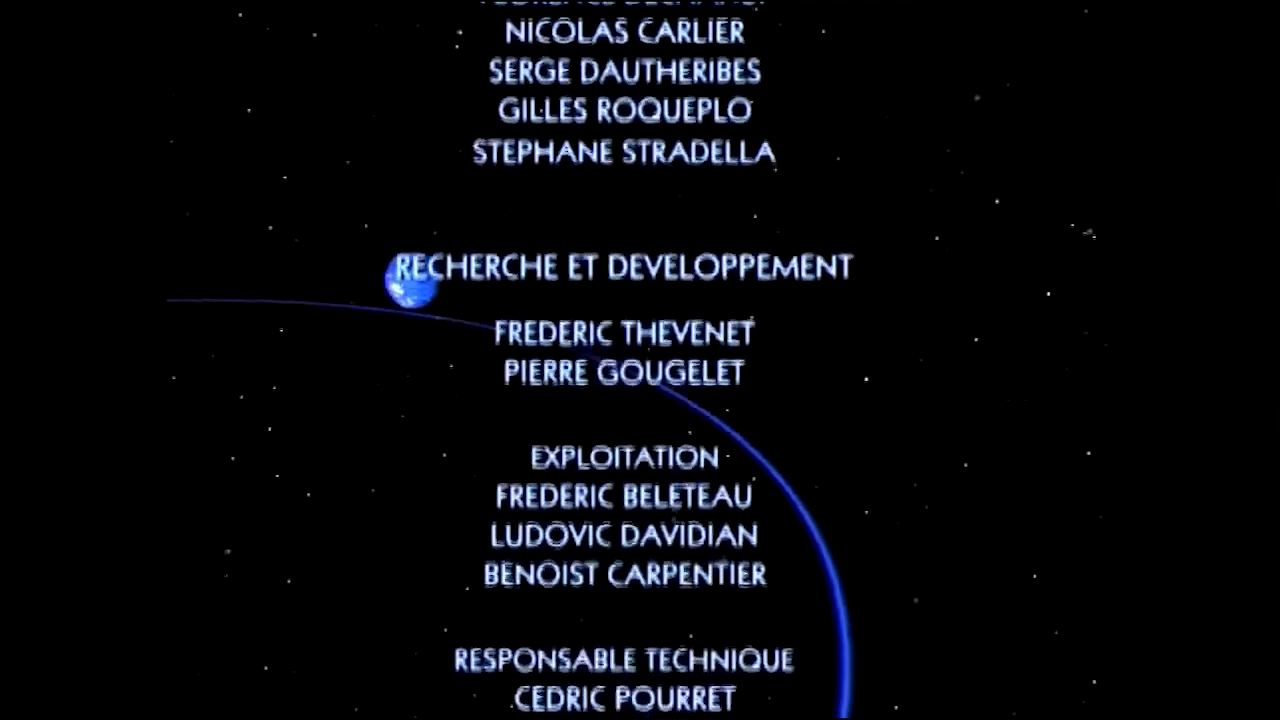 NICOLAS CARLIER
SERGE DAUTHERIBES
GILLES ROQUEPLO
STEPHANE STRADELLA
RECHERCHE ET DEVELOPPEMENT
FREDERIC THEVENET
PIERRE GOUGELET
EXPLOITATION
FREDERIC BELETEAU
LUDOVIC DAVIDIAN
BENOIST CARPENTIER
RESPONSABLE TECHNIQUE
CEDRIC POURRET